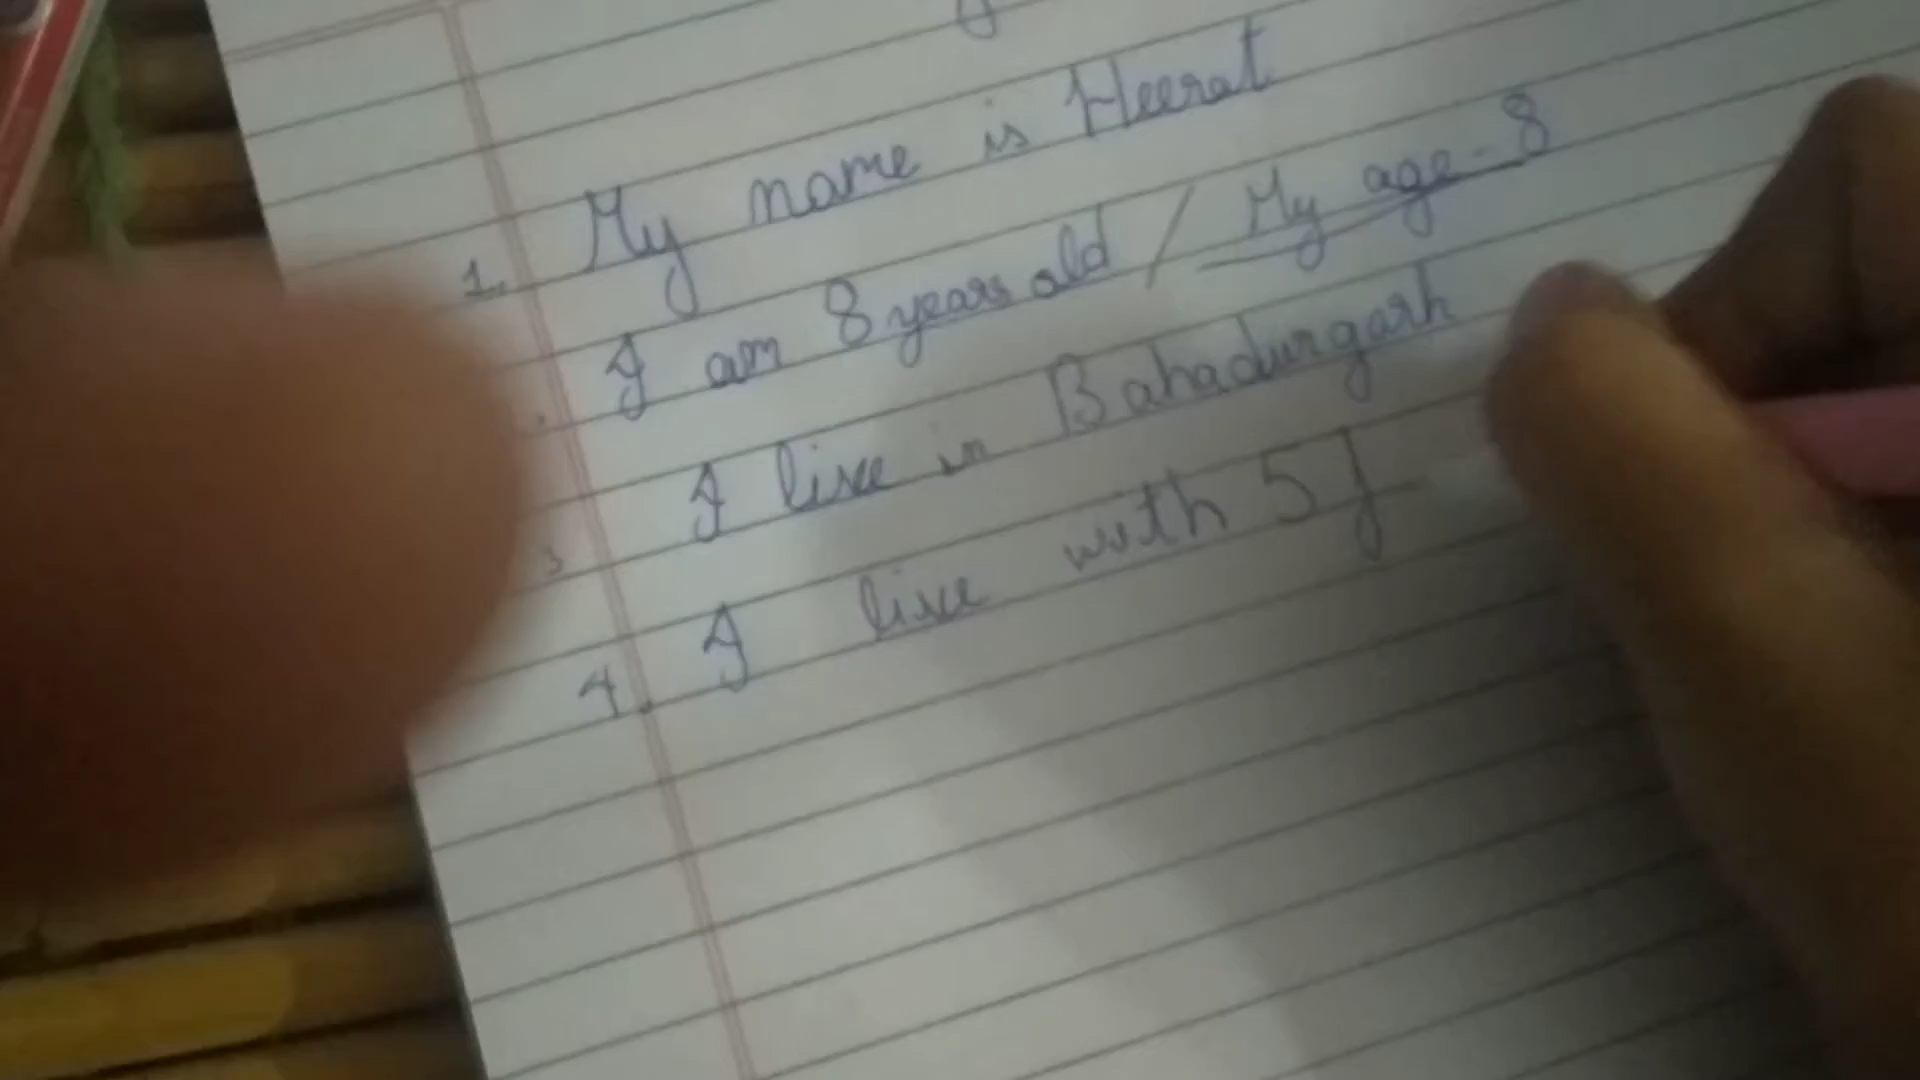 1. My name is Heerat
. I am 8 years old / My age - 8
3 I live in Bahadurgarh
4. I live with 5 f